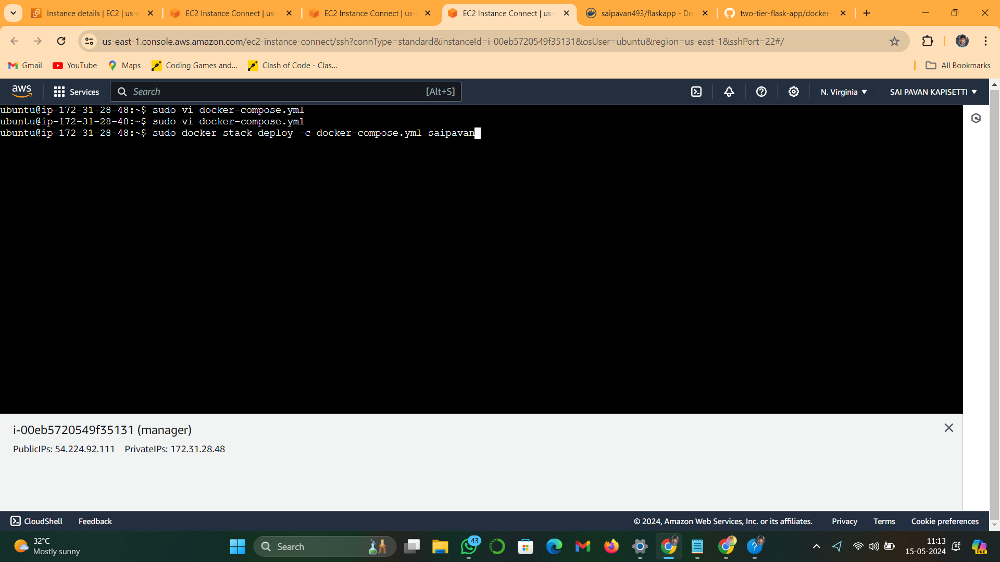 Instance details | EC2 | us-e
EC2 Instance Connect | us-
EC2 Instance Connect | us-
EC2 Instance Connect | us-
saipavan493/flaskapp - Do
two-tier-flask-app/docker-
us-east-1.console.aws.amazon.com/ec2-instance-connect/ssh?connType=standard&instanceId=i-00eb5720549f35131&osUser=ubuntu&region=us-east-1&sshPort=22#/
Gmail
YouTube
Maps
Coding Games and...
Clash of Code - Clas...
All Bookmarks
aws
Services
Search
[Alt+S]
N. Virginia
SAI PAVAN KAPISETTI
ubuntu@ip-172-31-28-48:~$ sudo vi docker-compose.yml
ubuntu@ip-172-31-28-48:~$ sudo vi docker-compose.yml
ubuntu@ip-172-31-28-48:~$ sudo docker stack deploy -c docker-compose.yml saipavan
i-00eb5720549f35131 (manager)
PublicIPs: 54.224.92.111 PrivateIPs: 172.31.28.48
CloudShell
Feedback
© 2024, Amazon Web Services, Inc. or its affiliates.
Privacy
Terms
Cookie preferences
32°C
Mostly sunny
Search
43
11:13
15-05-2024
PRE